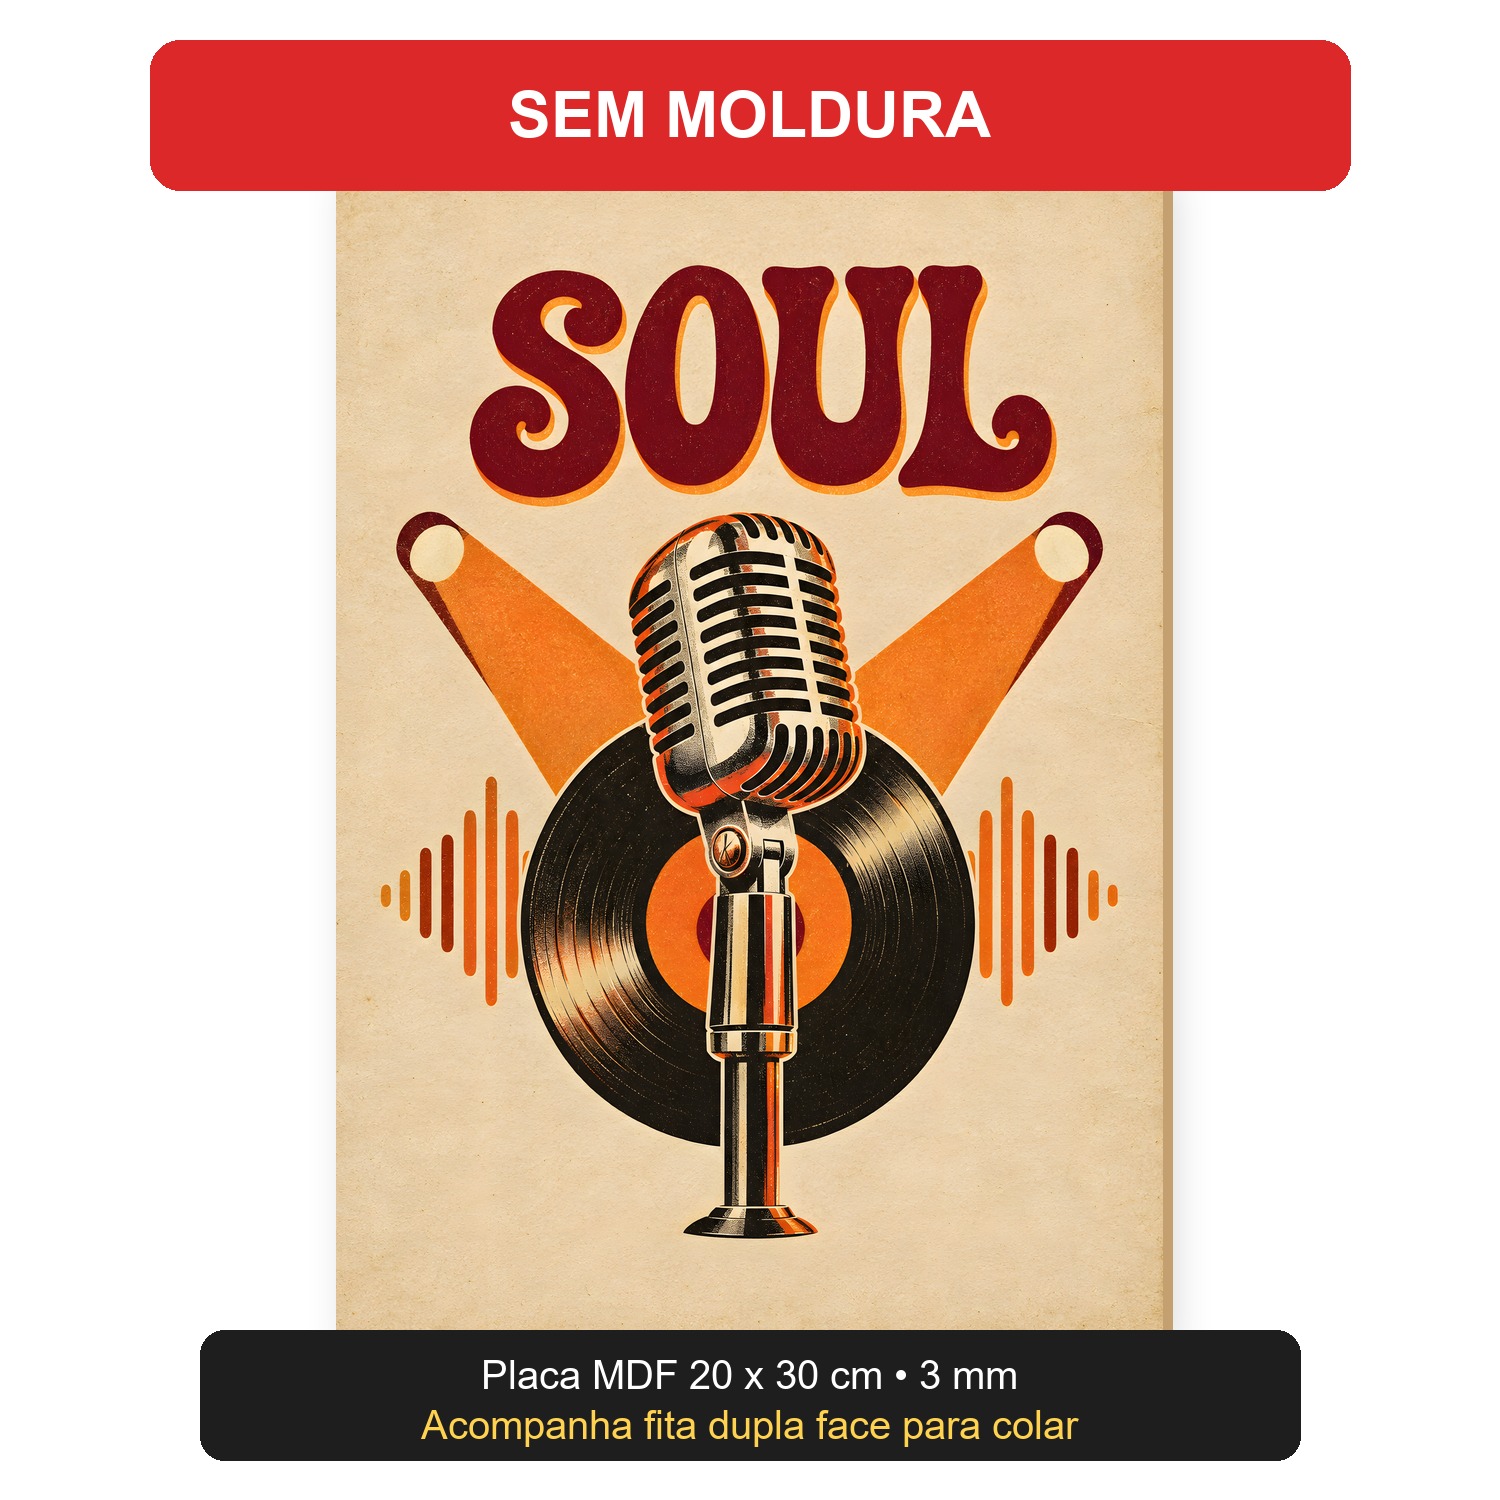 SEM MOLDURA
SOUL
Placa MDF 20 x 30 cm • 3 mm
Acompanha fita dupla face para colar